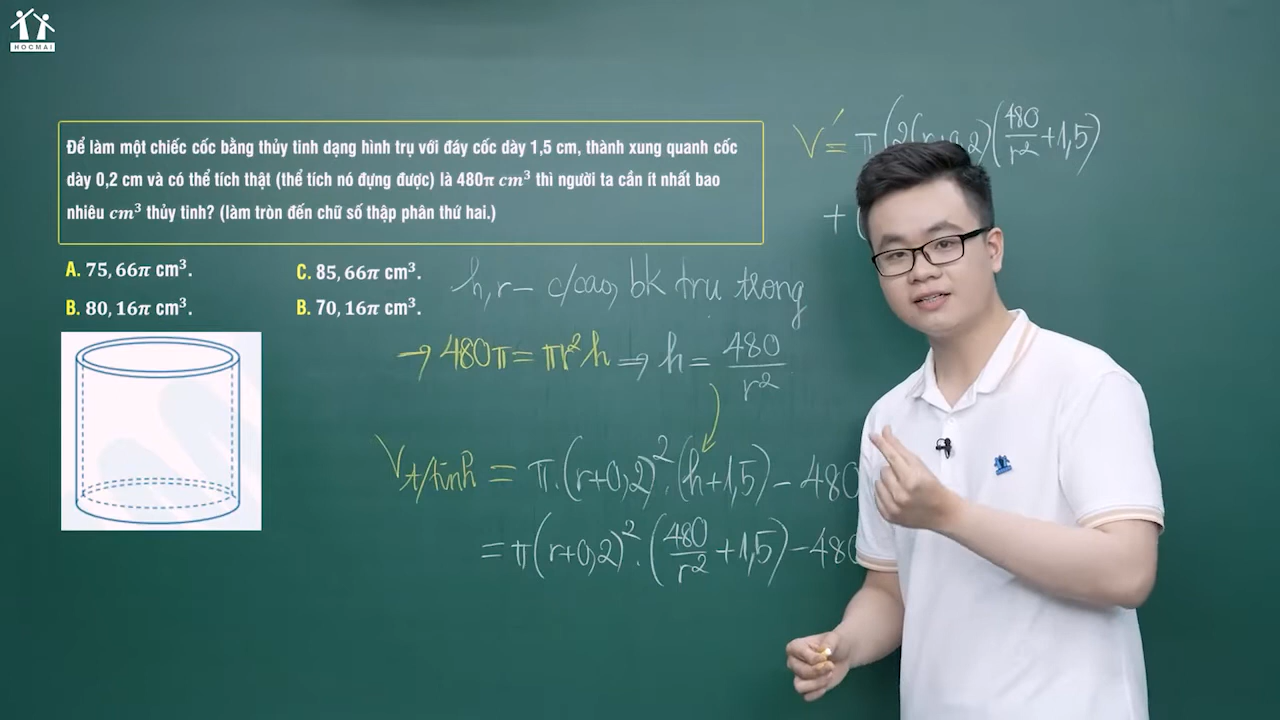 HOCMAI
Để làm một chiếc cốc bằng thủy tinh dạng hình trụ với đáy cốc dày 1,5 cm, thành xung quanh cốc
dày 0,2 cm và có thể tích thật (thể tích nó đựng được) là 480π cm³ thì người ta cần ít nhất bao
nhiêu cm³ thủy tinh? (làm tròn đến chữ số thập phân thứ hai.)
A. 75,66π cm³.
C. 85,66π cm³.
B. 80,16π cm³.
B. 70,16π cm³.
h, r – c/cao, bk trụ trong
→ 480π = πr²h ⇒ h = 480/r²
V t/tinh = π.(r+0,2)².(h+1,5) – 480
= π(r+0,2)².(480/r² + 1,5) – 480
V' = π(2(r+0,2)(480/r² + 1,5)
+ (